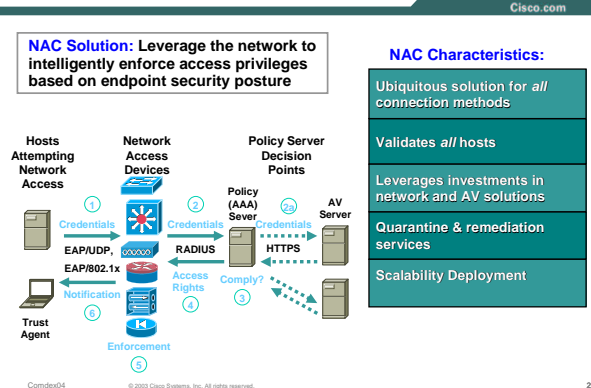 Cisco.com
NAC Solution: Leverage the network to
intelligently enforce access privileges
based on endpoint security posture
NAC Characteristics:
Ubiquitous solution for all
connection methods
Validates all hosts
Leverages investments in
network and AV solutions
Quarantine & remediation
services
Scalability Deployment
Hosts
Attempting
Network
Access
Network
Access
Devices
Policy Server
Decision
Points
Policy
(AAA)
Sever
AV
Server
1
Credentials
2
Credentials
2a
Credentials
EAP/UDP,
EAP/802.1x
RADIUS
HTTPS
Notification
6
Access
Rights
4
Comply?
3
Trust
Agent
Enforcement
5
Comdex04
© 2003 Cisco Systems, Inc. All rights reserved.
2